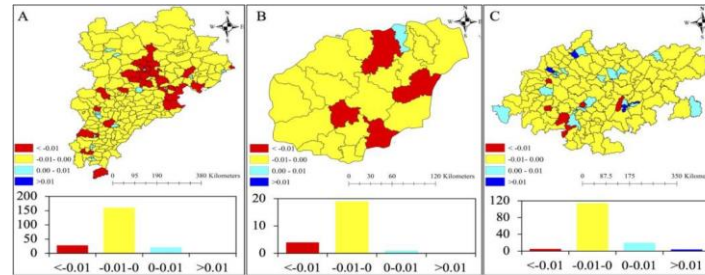 A
N
W
E
S
< -0.01
-0.01- 0.00
0.00 - 0.01
>0.01
0 95 190 380 Kilometers
200
150
100
50
0
<-0.01 -0.01-0 0-0.01 >0.01
B
N
W
E
S
< -0.01
-0.01- 0.00
0.00 - 0.01
>0.01
0 30 60 120 Kilometers
20
10
0
<-0.01 -0.01-0 0-0.01 >0.01
C
N
W
E
S
< -0.01
-0.01- 0.00
0.00 - 0.01
>0.01
0 87.5 175 350 Kilometers
120
80
40
0
<-0.01 -0.01-0 0-0.01 >0.01